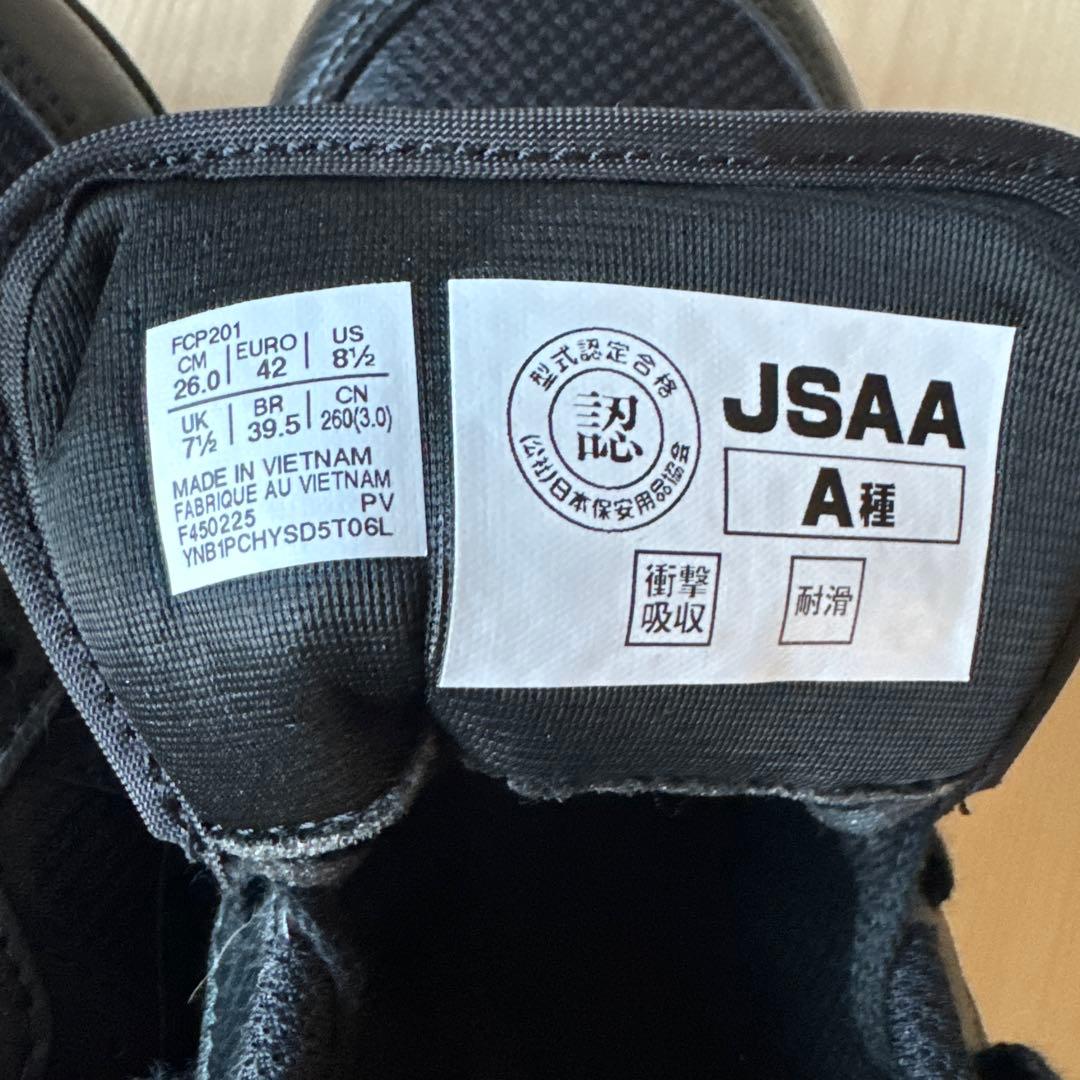 FCP201
CM EURO US
26.0 42 8½
UK BR CN
7½ 39.5 260(3.0)
MADE IN VIETNAM
FABRIQUE AU VIETNAM
F450225 PV
YNB1PCHYSD5T06L
型式認定合格
認
(公社)日本保安用品協会
JSAA
A種
衝撃
吸収
耐滑